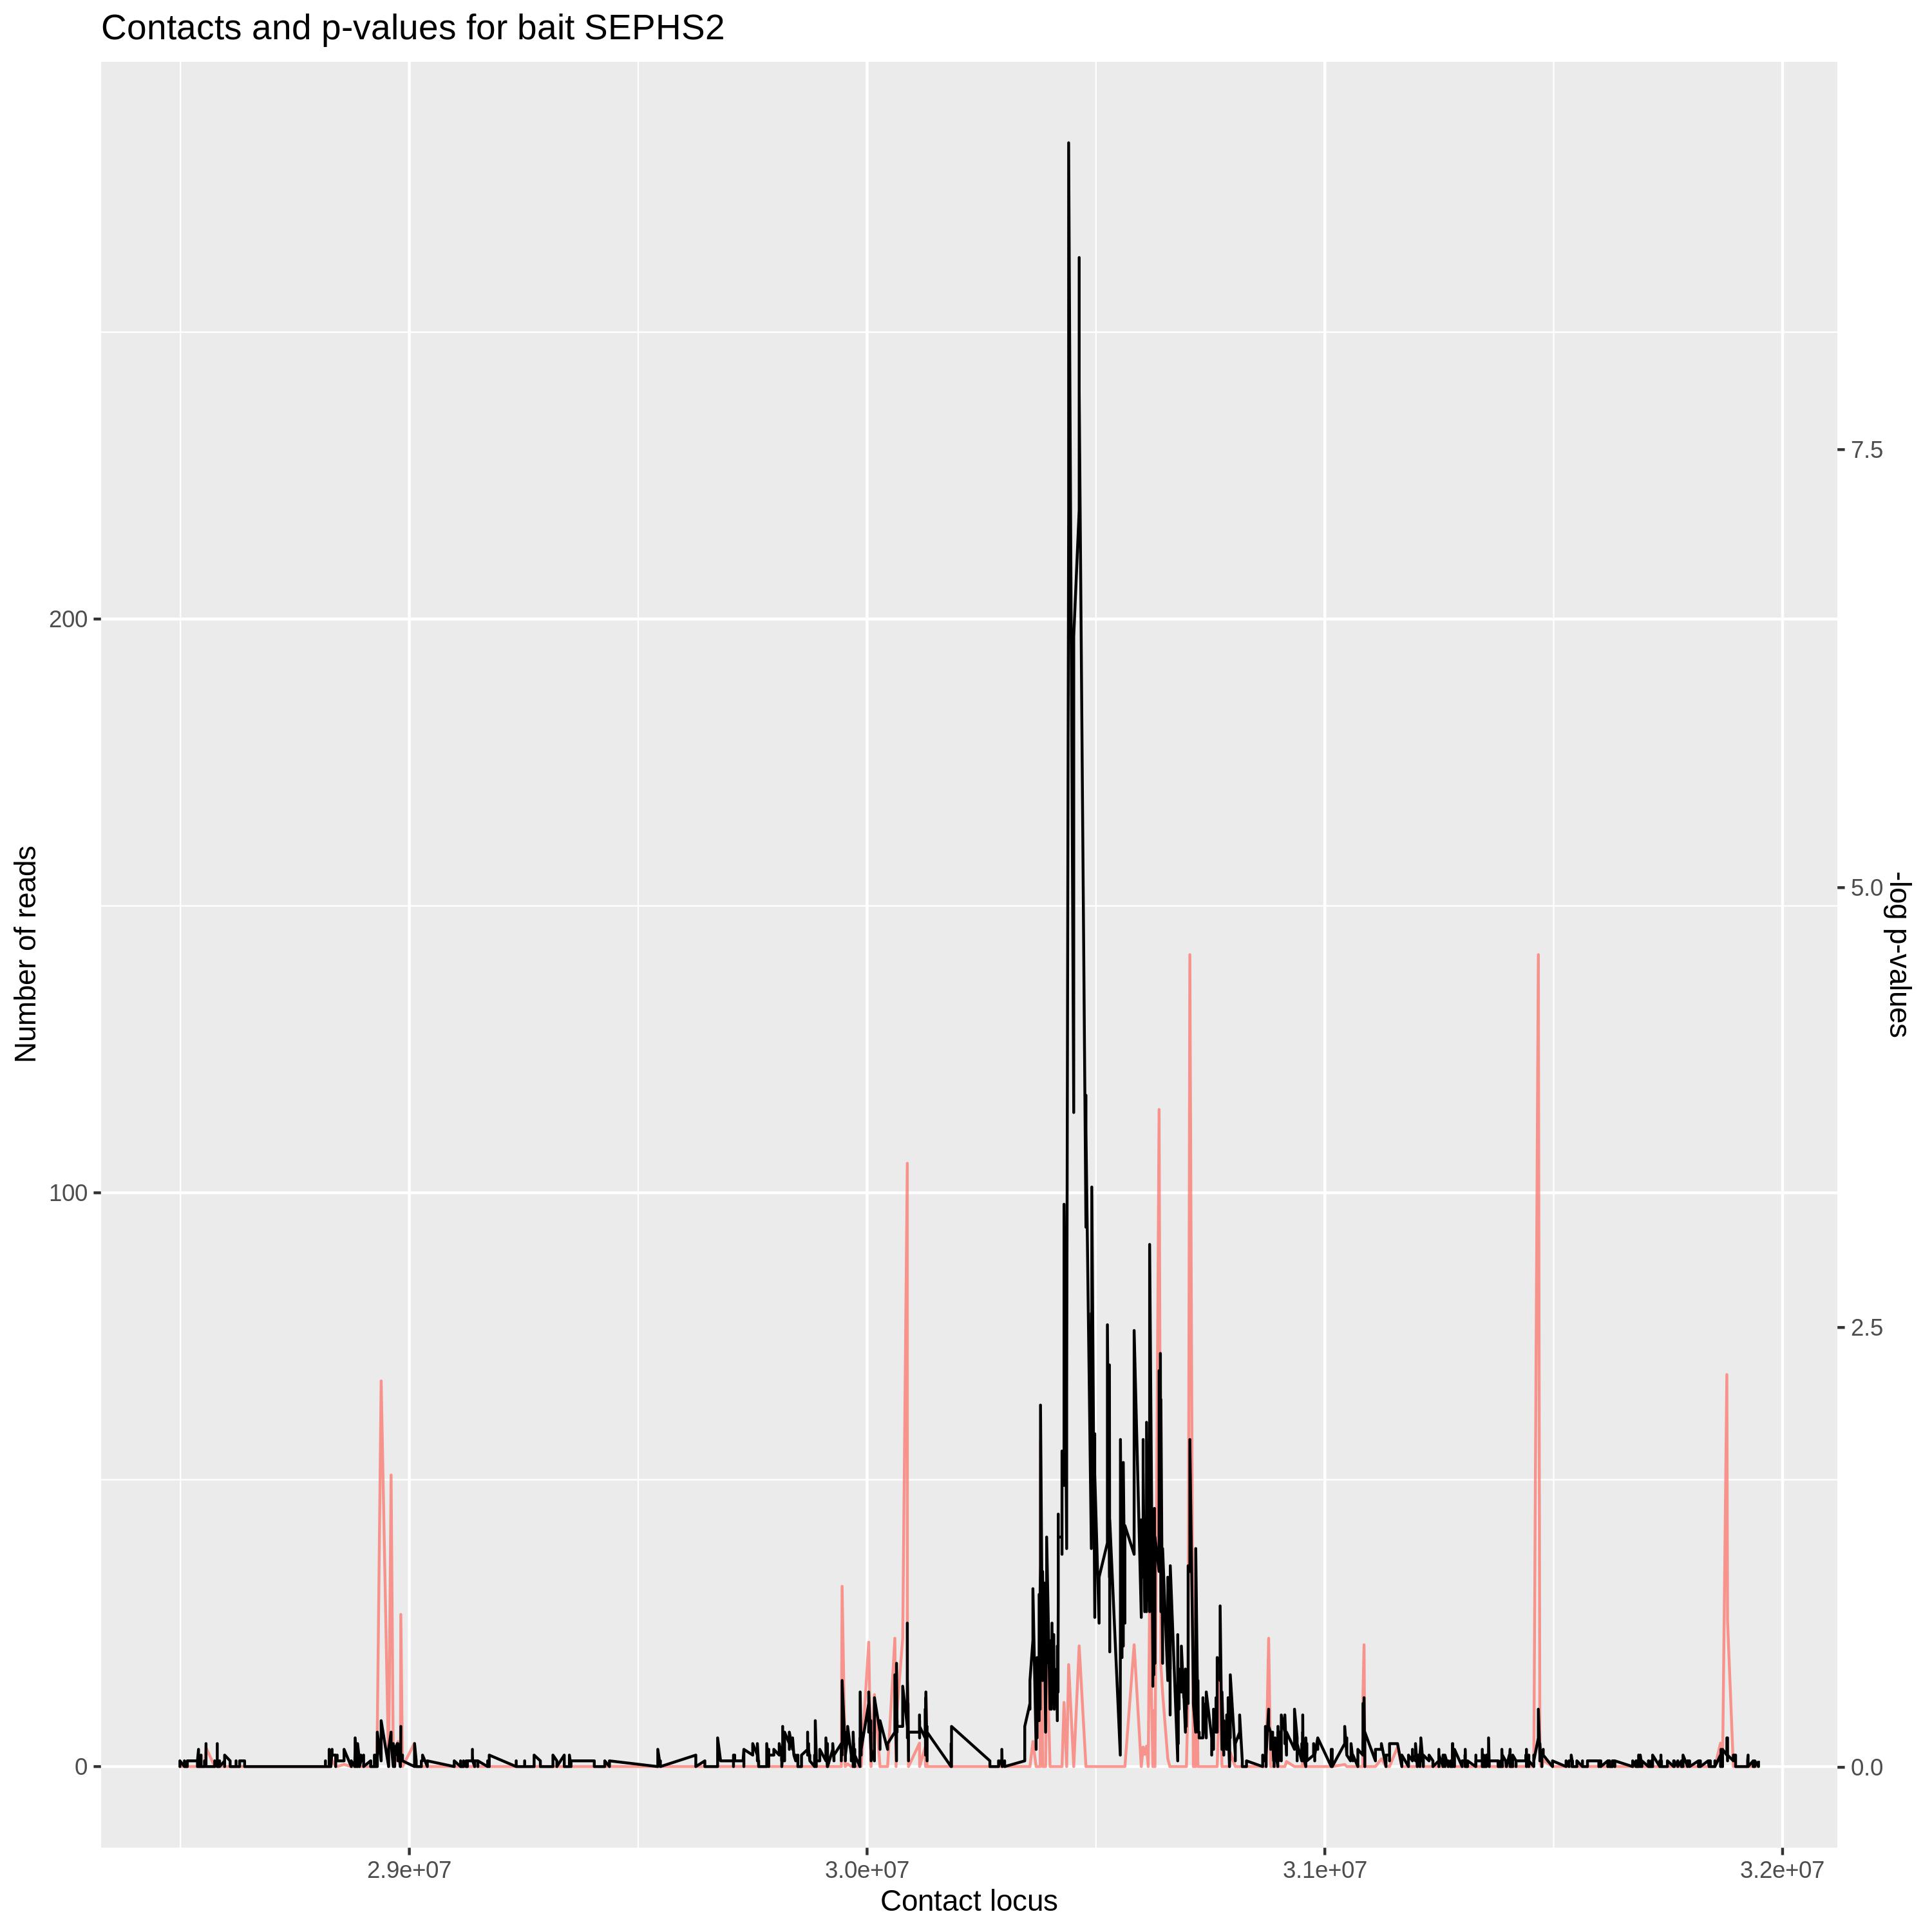 Contacts and p-values for bait SEPHS2
Number of reads
200
100
0
7.5
5.0
2.5
0.0
-log p-values
2.9e+07
3.0e+07
3.1e+07
3.2e+07
Contact locus